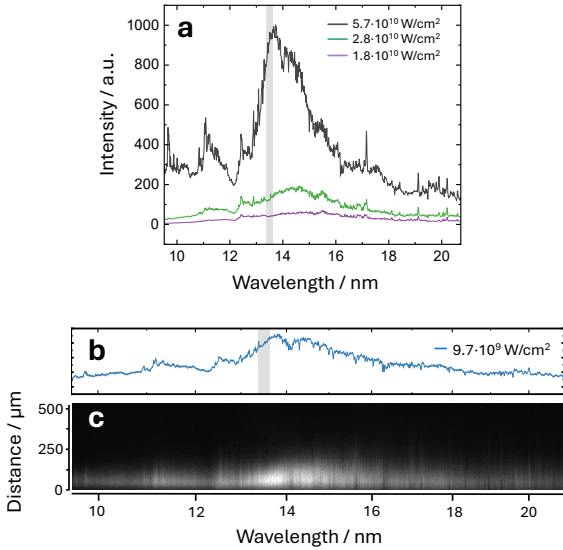 a
5.7·10¹⁰ W/cm²
2.8·10¹⁰ W/cm²
1.8·10¹⁰ W/cm²
Intensity / a.u.
1000
800
600
400
200
0
10 12 14 16 18 20
Wavelength / nm
b
9.7·10⁹ W/cm²
c
Distance / μm
500
250
0
10 12 14 16 18 20
Wavelength / nm